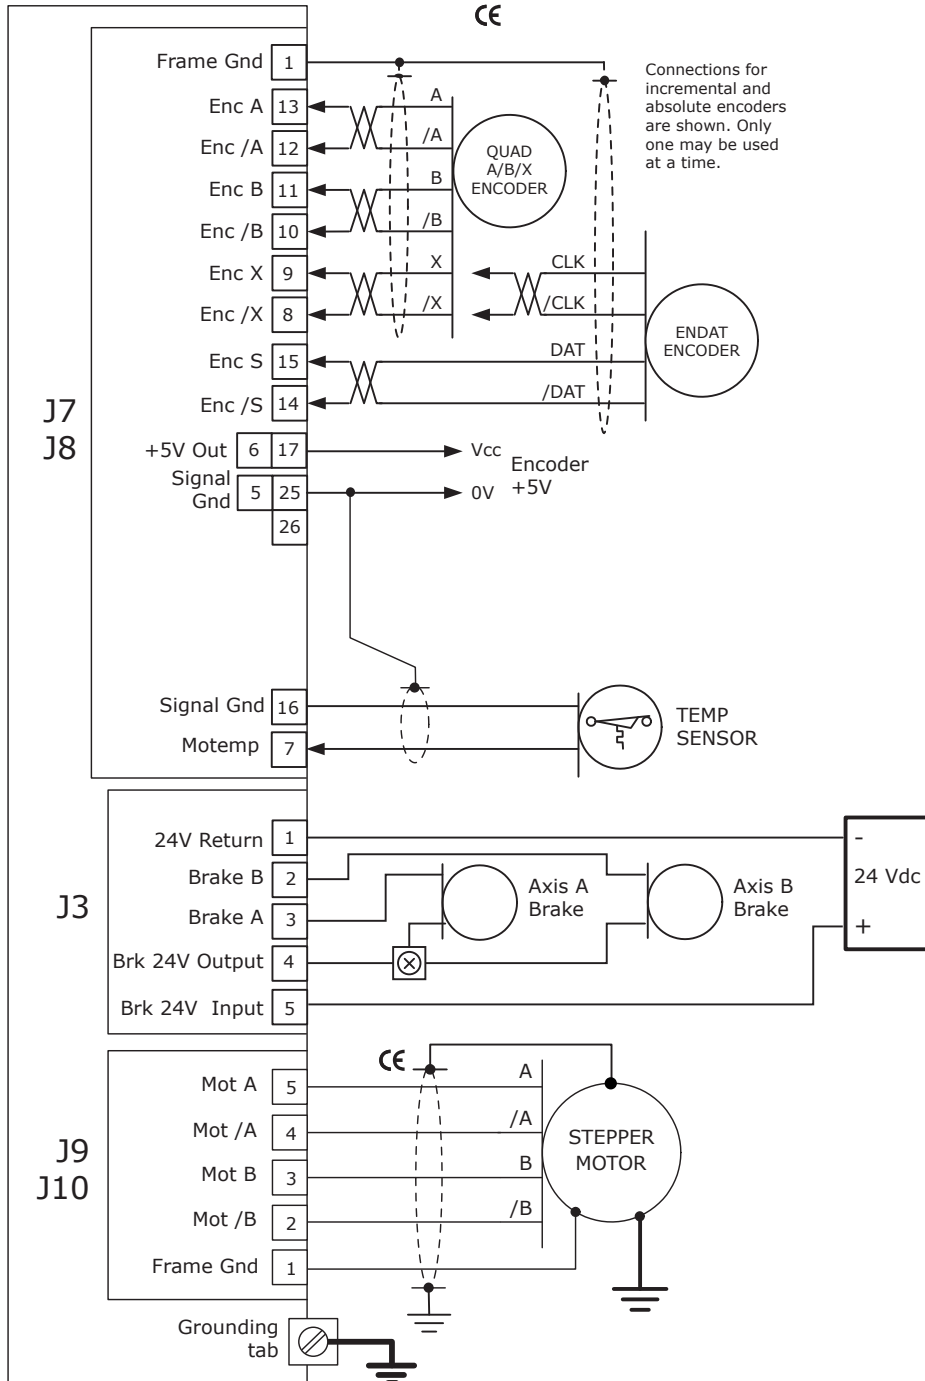 CE
Frame Gnd 1
Connections for
incremental and
absolute encoders
are shown. Only
one may be used
at a time.
Enc A 13 A
Enc /A 12 /A
QUAD
A/B/X
ENCODER
Enc B 11 B
Enc /B 10 /B
Enc X 9 X CLK
Enc /X 8 /X /CLK
ENDAT
ENCODER
Enc S 15 DAT
Enc /S 14 /DAT
J7
J8
+5V Out 6 17 Vcc
Encoder
+5V
Signal
Gnd 5 25 0V
26
Signal Gnd 16
Motemp 7
TEMP
SENSOR
J3
24V Return 1 -
Brake B 2
Brake A 3
Axis A
Brake
Axis B
Brake
24 Vdc
+
Brk 24V Output 4
Brk 24V Input 5
CE
J9
J10
Mot A 5 A
Mot /A 4 /A
Mot B 3 B
Mot /B 2 /B
STEPPER
MOTOR
Frame Gnd 1
Grounding
tab